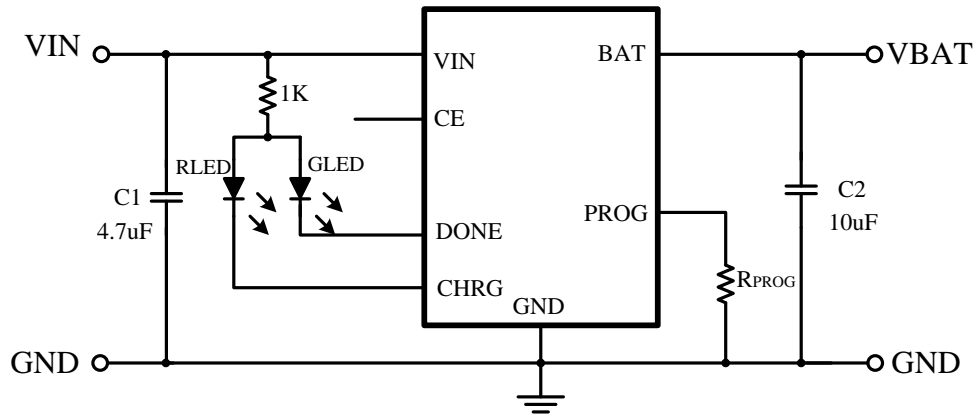 VIN
VIN
BAT
VBAT
1K
CE
RLED
GLED
C1
4.7uF
C2
10uF
PROG
DONE
RPROG
CHRG
GND
GND
GND